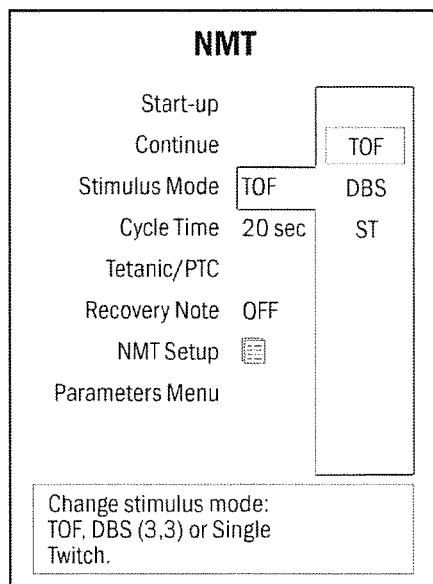 NMT
Start-up
Continue
Stimulus Mode TOF
Cycle Time 20 sec
Tetanic/PTC
Recovery Note OFF
NMT Setup
Parameters Menu
TOF
DBS
ST
Change stimulus mode:
TOF, DBS (3,3) or Single
Twitch.